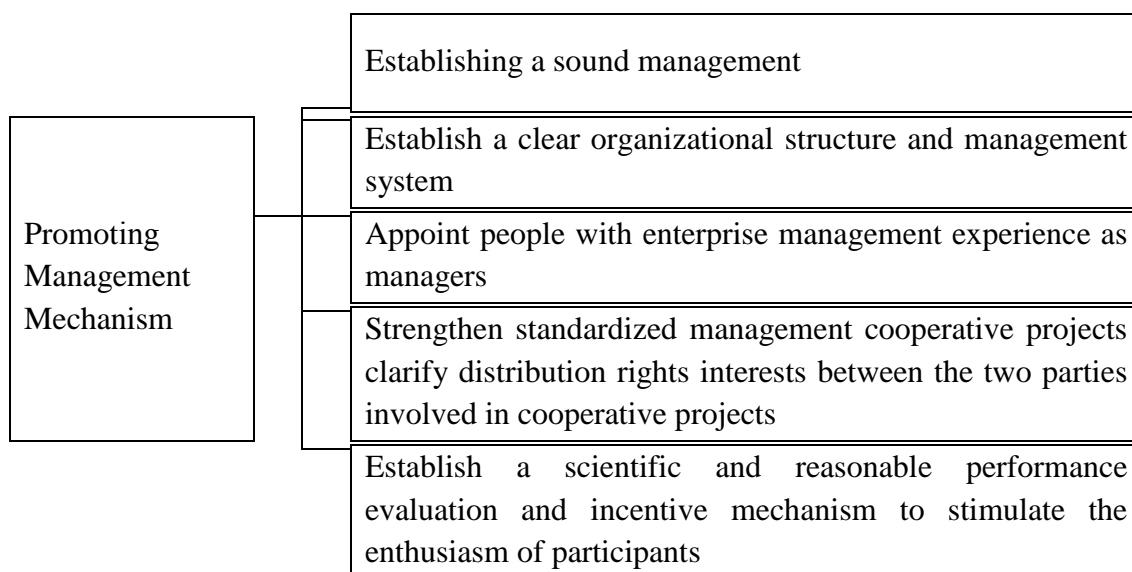 Promoting
Management
Mechanism
Establishing a sound management
Establish a clear organizational structure and management
system
Appoint people with enterprise management experience as
managers
Strengthen standardized management cooperative projects
clarify distribution rights interests between the two parties
involved in cooperative projects
Establish a scientific and reasonable performance
evaluation and incentive mechanism to stimulate the
enthusiasm of participants